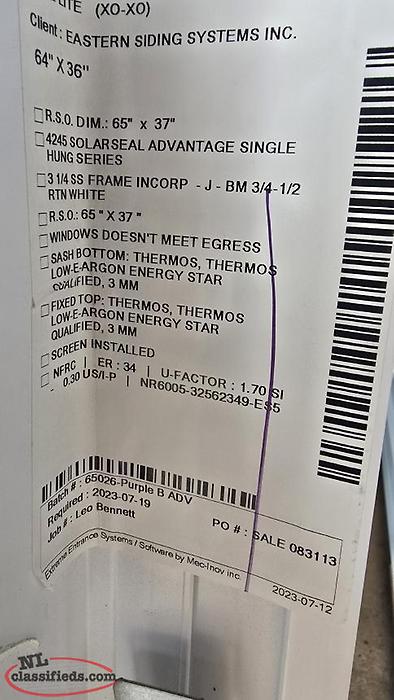 LITE (XO-XO)
Client: EASTERN SIDING SYSTEMS INC.
64" X 36"
R.S.O. DIM.: 65" x 37"
4245 SOLARSEAL ADVANTAGE SINGLE
HUNG SERIES
3 1/4 SS FRAME INCORP - J - BM 3/4-1/2
RTN WHITE
R.S.O.: 65 " X 37 "
WINDOWS DOESN'T MEET EGRESS
SASH BOTTOM: THERMOS, THERMOS
LOW-E-ARGON ENERGY STAR
QUALIFIED, 3 MM
FIXED TOP: THERMOS, THERMOS
LOW-E-ARGON ENERGY STAR
QUALIFIED, 3 MM
SCREEN INSTALLED
NFRC | ER : 34 | U-FACTOR : 1.70 SI
- 0.30 US/I-P | NR6005-32562349-ES5
Batch # : 65026-Purple B ADV
Required : 2023-07-19
Job # : Leo Bennett
PO # : SALE 083113
Extreme Entrance Systems / Software by Mec-Inov inc.
2023-07-12
NL
classifieds.com